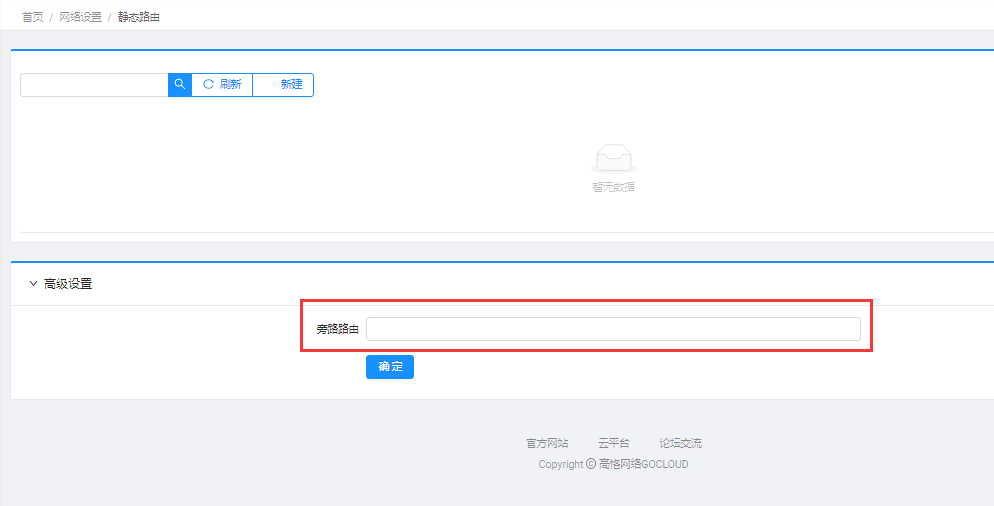 首页 / 网络设置 / 静态路由
刷新 新建
暂无数据
高级设置
旁路路由
确 定
官方网站 云平台 论坛交流
Copyright © 高恪网络GOCLOUD